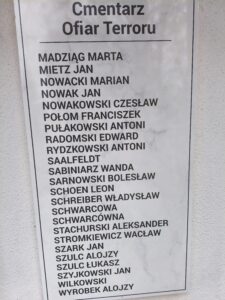 Cmentarz
Ofiar Terroru
MADZIĄG MARTA
MIETZ JAN
NOWACKI MARIAN
NOWAK JAN
NOWAKOWSKI CZESŁAW
POŁOM FRANCISZEK
PUŁAKOWSKI ANTONI
RADOMSKI EDWARD
RYDZKOWSKI ANTONI
SAALFELDT
SABINIARZ WANDA
SARNOWSKI BOLESŁAW
SCHOEN LEON
SCHREIBER WŁADYSŁAW
SCHWARCOWA
SCHWARCÓWNA
STACHURSKI ALEKSANDER
STROMKIEWICZ WACŁAW
SZARK JAN
SZULC ALOJZY
SZULC ŁUKASZ
SZYJKOWSKI JAN
WILKOWSKI
WYROBEK ALOJZY